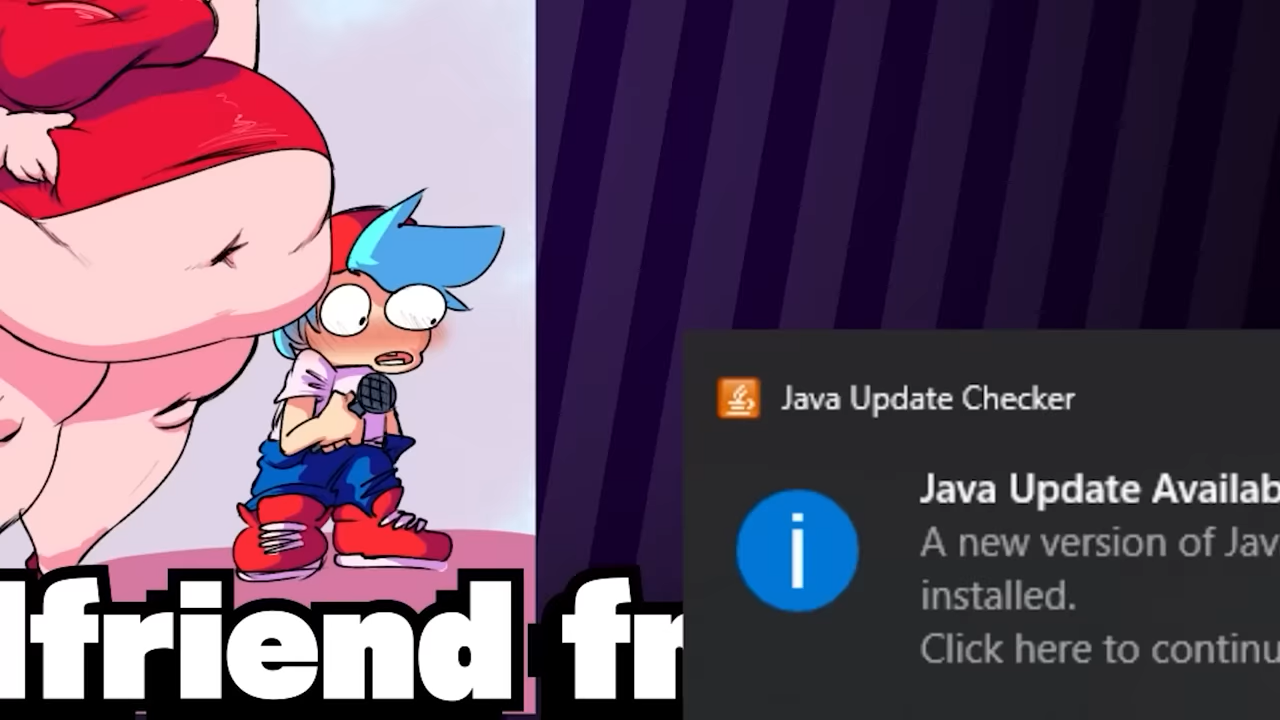 Java Update Checker
Java Update Availab
A new version of Jav
installed.
Click here to continu
lfriend fr